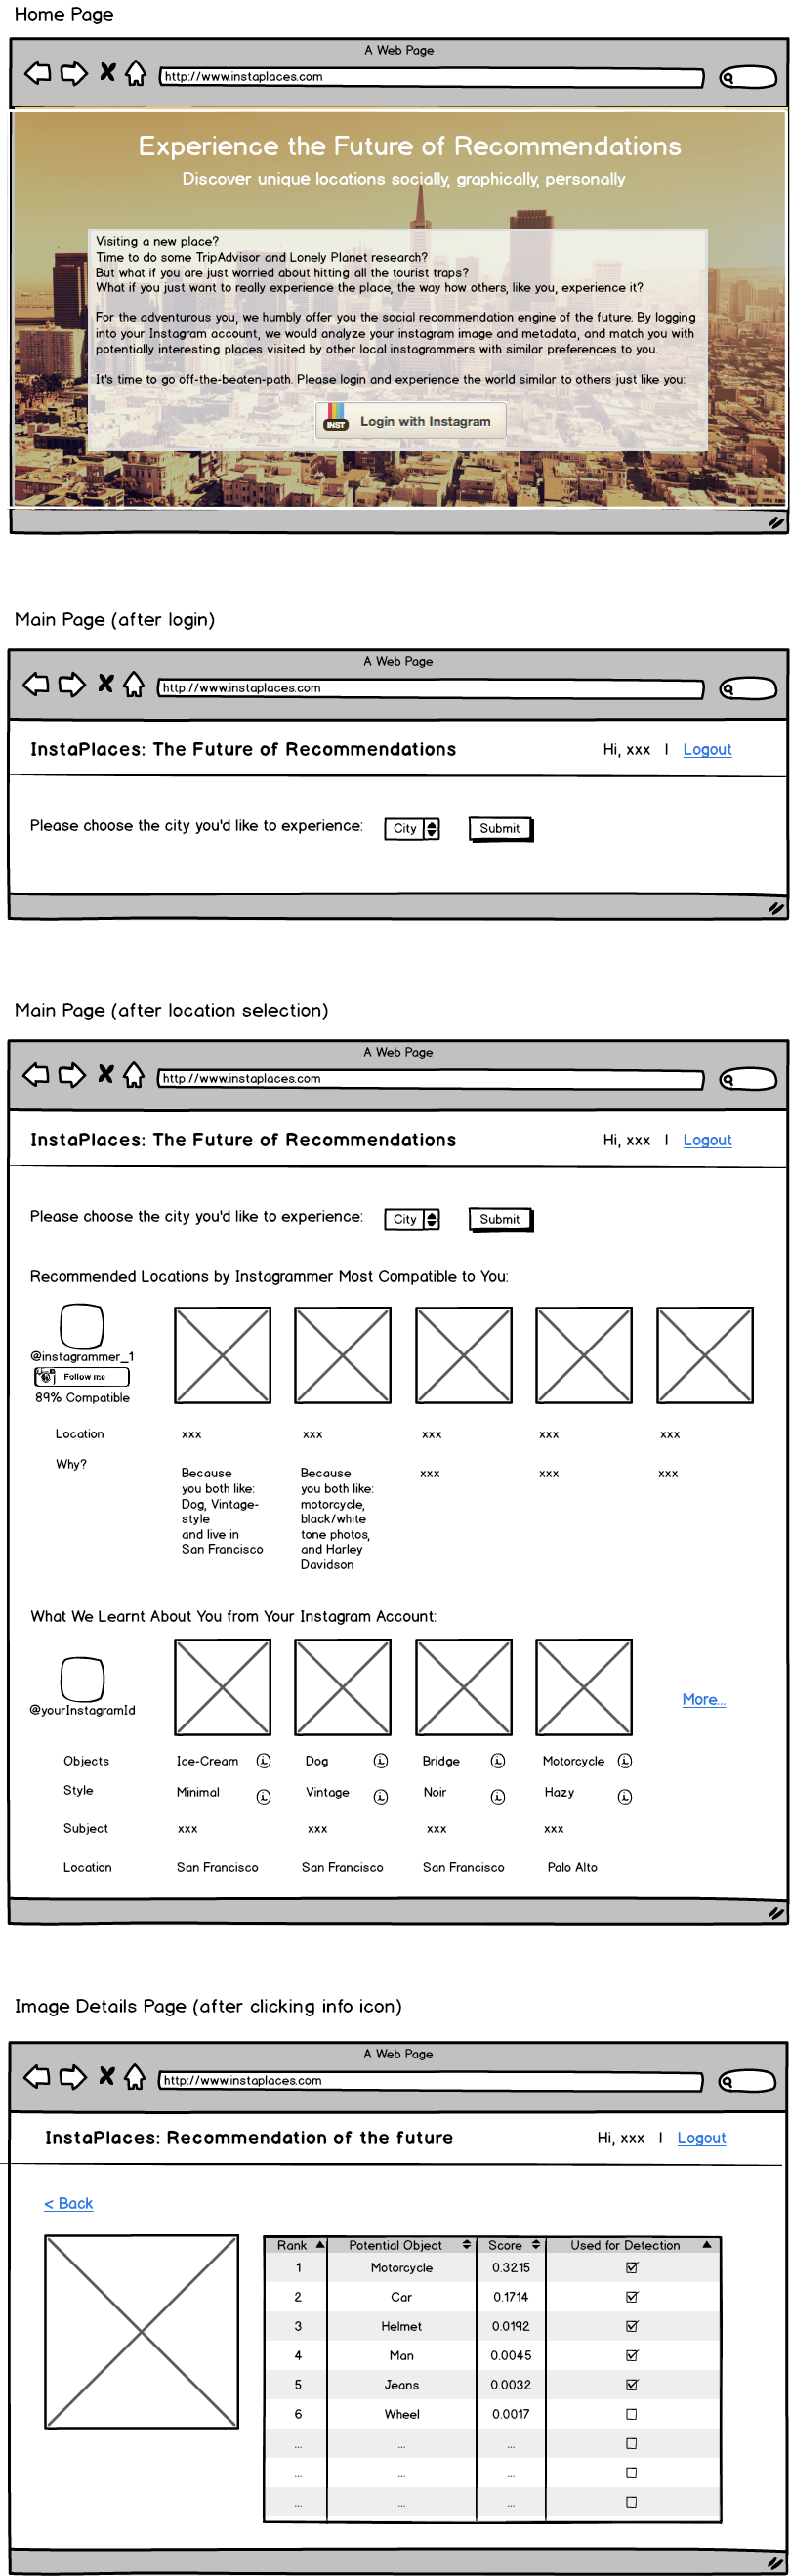 Home Page
A Web Page
http://www.instaplaces.com
Experience the Future of Recommendations
Discover unique locations socially, graphically, personally
Visiting a new place?
Time to do some TripAdvisor and Lonely Planet research?
But what if you are just worried about hitting all the tourist traps?
What if you just want to really experience the place, the way how others, like you, experience it?
For the adventurous you, we humbly offer you the social recommendation engine of the future. By logging
into your Instagram account, we would analyze your instagram image and metadata, and match you with
potentially interesting places visited by other local instagrammers with similar preferences to you.
It's time to go off-the-beaten-path. Please login and experience the world similar to others just like you:
INST Login with Instagram
Main Page (after login)
A Web Page
http://www.instaplaces.com
InstaPlaces: The Future of Recommendations Hi, xxx | Logout
Please choose the city you'd like to experience: City Submit
Main Page (after location selection)
A Web Page
http://www.instaplaces.com
InstaPlaces: The Future of Recommendations Hi, xxx | Logout
Please choose the city you'd like to experience: City Submit
Recommended Locations by Instagrammer Most Compatible to You:
@instagrammer_1
Follow me
89% Compatible
Location xxx xxx xxx xxx xxx
Why?
Because
you both like:
Dog, Vintage-
style
and live in
San Francisco
Because
you both like:
motorcycle,
black/white
tone photos,
and Harley
Davidson
xxx xxx xxx
What We Learnt About You from Your Instagram Account:
@yourInstagramId
More...
Objects Ice-Cream i Dog i Bridge i Motorcycle i
Style Minimal i Vintage i Noir i Hazy i
Subject xxx xxx xxx xxx
Location San Francisco San Francisco San Francisco Palo Alto
Image Details Page (after clicking info icon)
A Web Page
http://www.instaplaces.com
InstaPlaces: Recommendation of the future Hi, xxx | Logout
< Back
Rank Potential Object Score Used for Detection
1 Motorcycle 0.3215
2 Car 0.1714
3 Helmet 0.0192
4 Man 0.0045
5 Jeans 0.0032
6 Wheel 0.0017
... ... ...
... ... ...
... ... ...